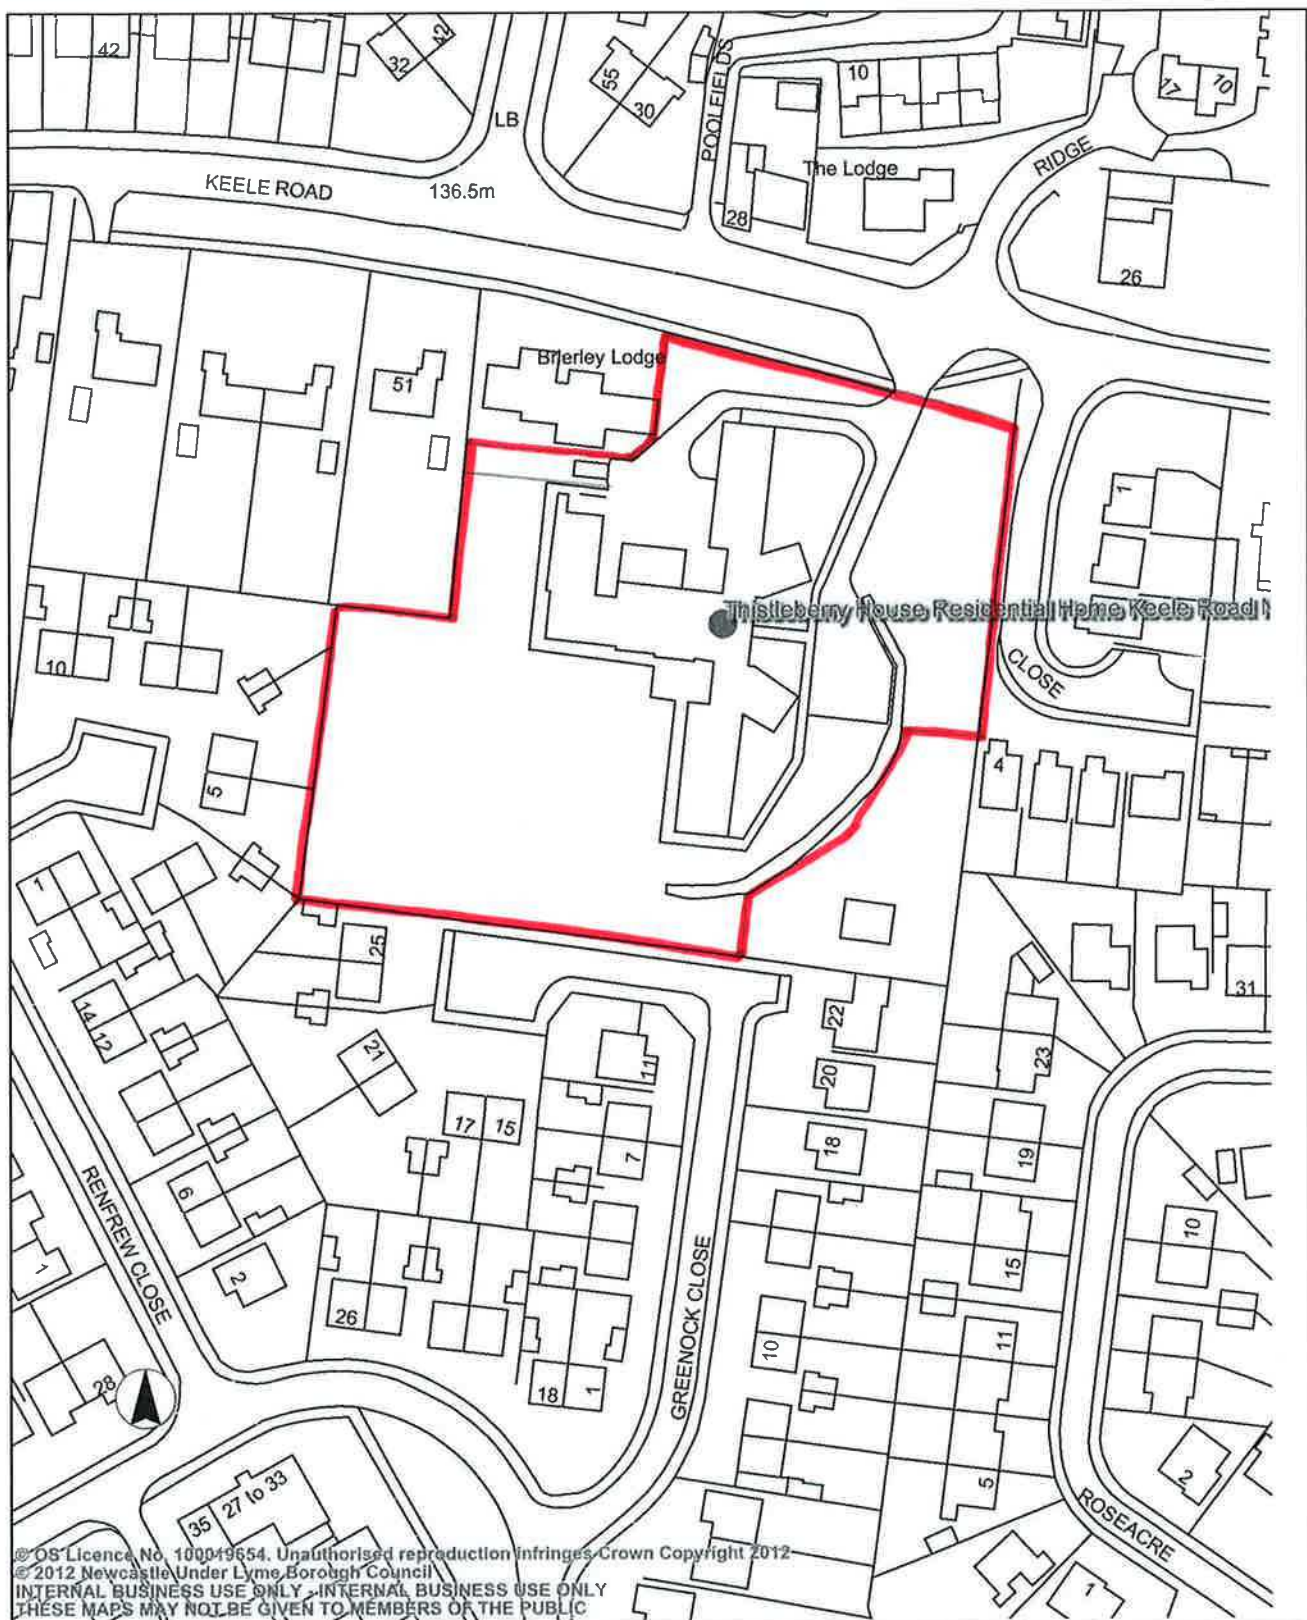 42
32
42
55
30
POOLFIELDS
10
17
10
LB
KEELE ROAD
136.5m
The Lodge
RIDGE
28
26
Brierley Lodge
51
1
Thistleberry House Residential Home Keele Road N
CLOSE
10
5
4
1
25
31
14
12
22
23
21
11
20
17
15
18
7
19
6
10
RENFREW CLOSE
1
2
15
26
GREENOCK CLOSE
10
11
28
18
1
2
5
35
27 to 33
ROSEACRE
1
© OS Licence No. 100019654. Unauthorised reproduction infringes Crown Copyright 2012
© 2012 Newcastle Under Lyme Borough Council
INTERNAL BUSINESS USE ONLY - INTERNAL BUSINESS USE ONLY
THESE MAPS MAY NOT BE GIVEN TO MEMBERS OF THE PUBLIC